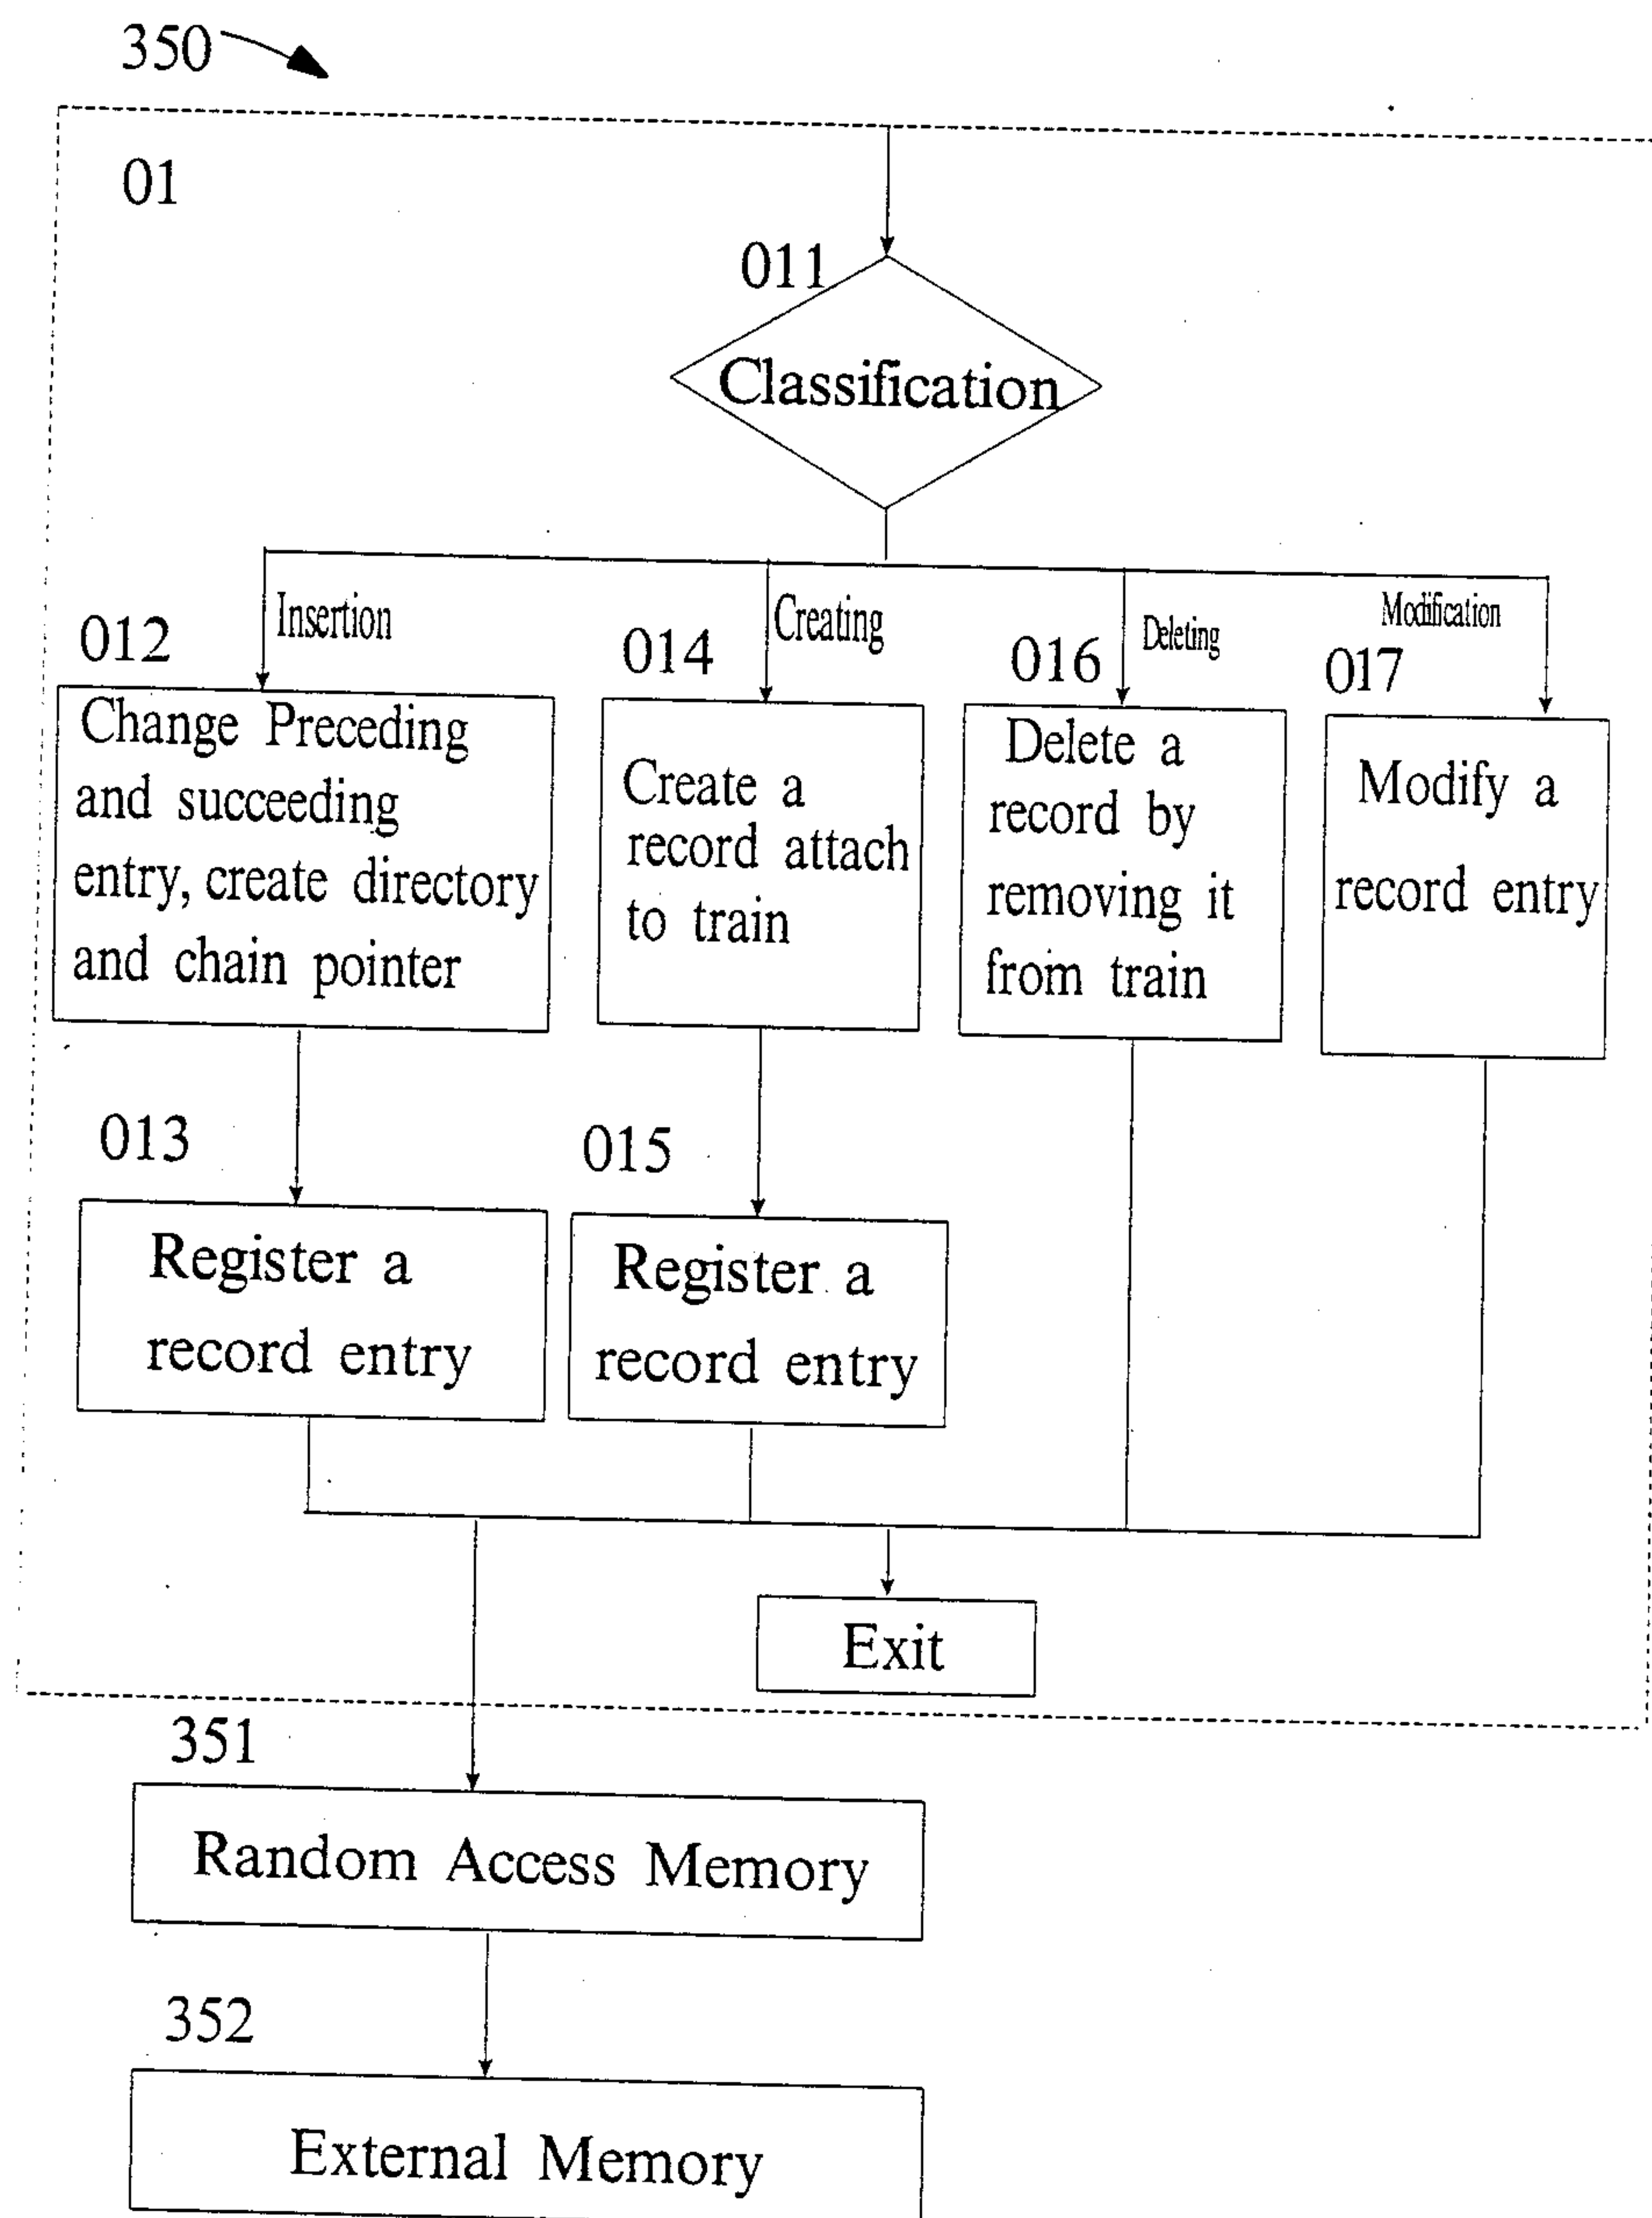 350
01
011
Classification
Insertion
Creating
Deleting
Modification
012
014
016
017
Change Preceding
and succeeding
entry, create directory
and chain pointer
Create a
record attach
to train
Delete a
record by
removing it
from train
Modify a
record entry
013
015
Register a
record entry
Register a
record entry
Exit
351
Random Access Memory
352
External Memory